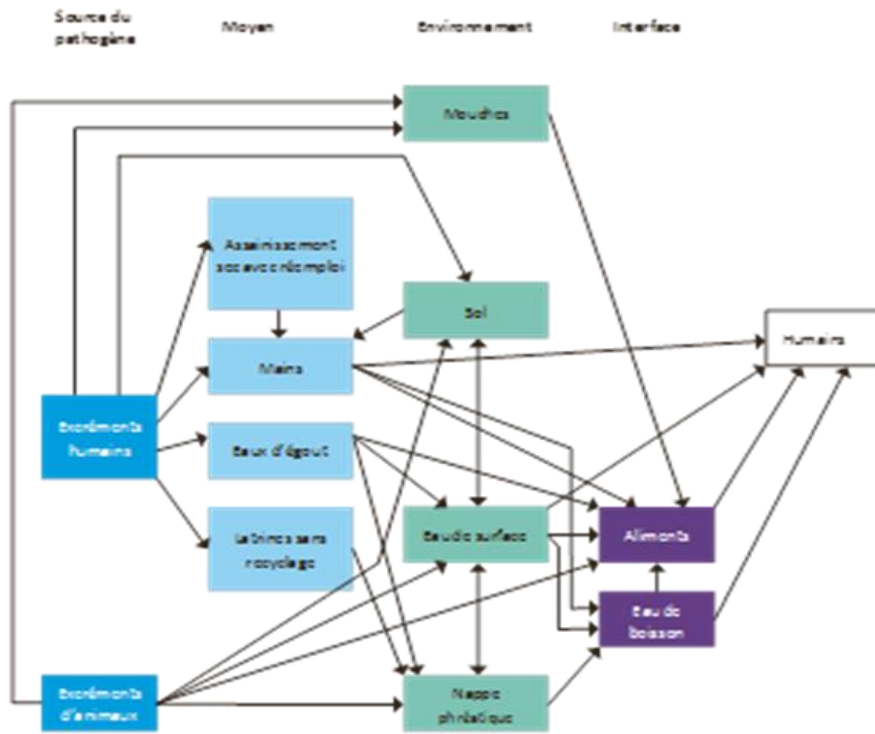 Source du
pathogène
Moyen
Environnement
Interface
Mouches
Assainissement
sec avec réemploi
Sol
Humains
Mains
Excréments
humains
Eaux d'égout
Latrines sans
recyclage
Eau de surface
Aliments
Eau de
boisson
Excréments
d'animaux
Nappe
phréatique